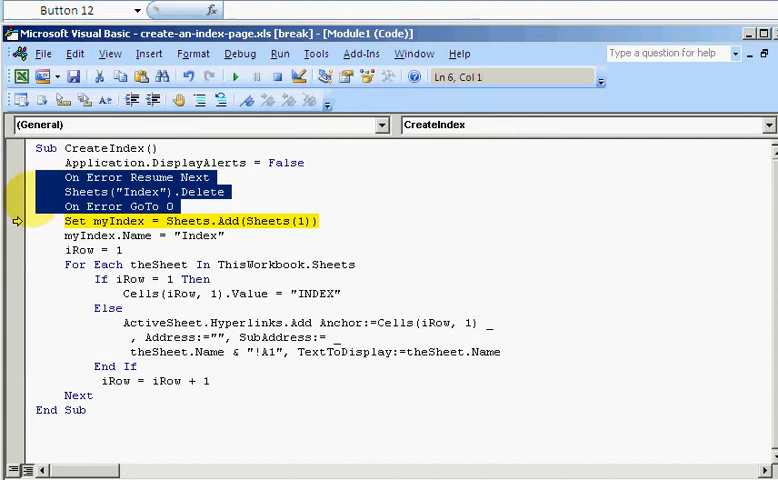 Button 12
fx
Microsoft Visual Basic - create-an-index-page.xls [break] - [Module1 (Code)]
File Edit View Insert Format Debug Run Tools Add-Ins Window Help Type a question for help
Ln 6, Col 1
(General) CreateIndex
Sub CreateIndex()
Application.DisplayAlerts = False
On Error Resume Next
Sheets("Index").Delete
On Error GoTo 0
Set myIndex = Sheets.Add(Sheets(1))
myIndex.Name = "Index"
iRow = 1
For Each theSheet In ThisWorkbook.Sheets
If iRow = 1 Then
Cells(iRow, 1).Value = "INDEX"
Else
ActiveSheet.Hyperlinks.Add Anchor:=Cells(iRow, 1) _
, Address:="", SubAddress:= _
theSheet.Name & "!A1", TextToDisplay:=theSheet.Name
End If
iRow = iRow + 1
Next
End Sub